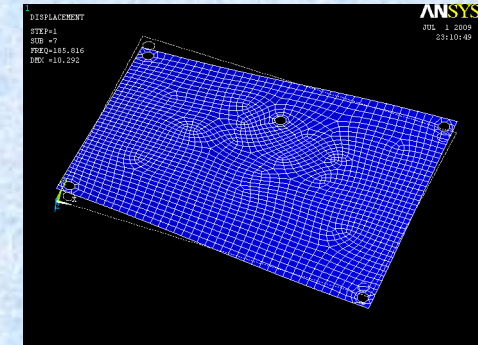 1
DISPLACEMENT
STEP=1
SUB =7
FREQ=185.816
DMX =10.292
ANSYS
JUL 1 2009
23:10:49
X